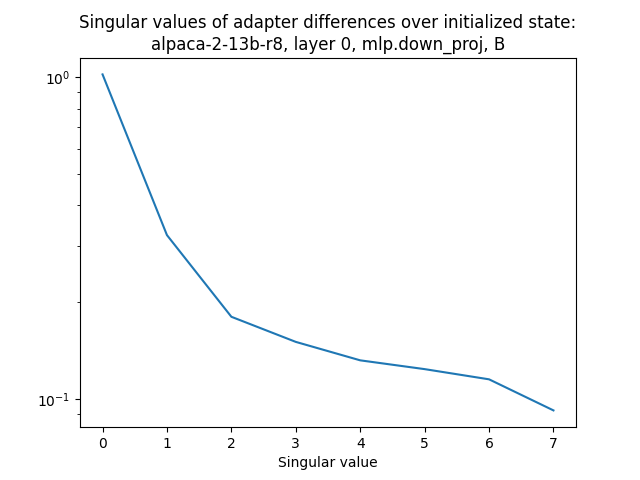 Singular values of adapter differences over initialized state:
alpaca-2-13b-r8, layer 0, mlp.down_proj, B
10⁰
10⁻¹
0 1 2 3 4 5 6 7
Singular value